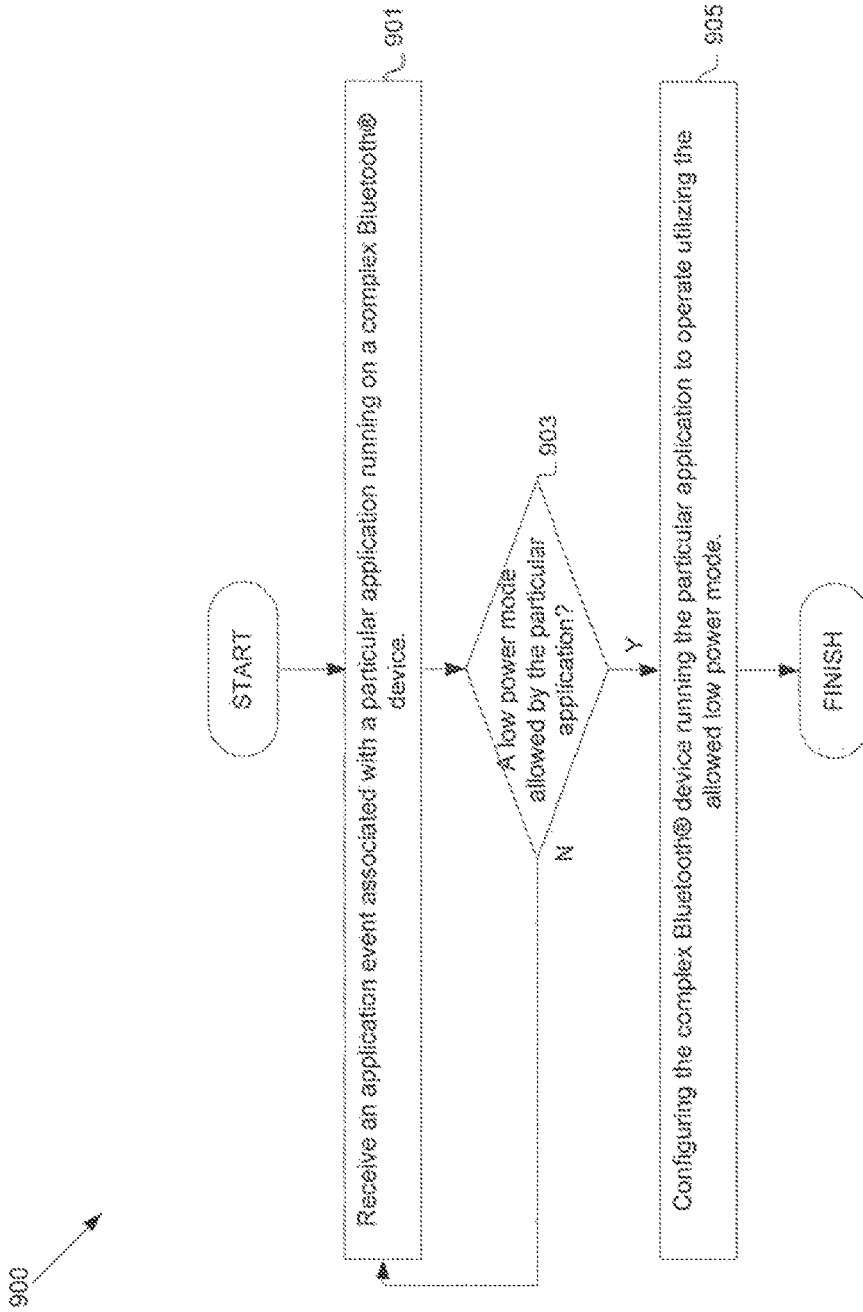 900
START
Receive an application event associated with a particular application running on a complex Bluetooth®
device.
901
A low power mode
allowed by the particular
application?
903
N
Y
Configuring the complex Bluetooth® device running the particular application to operate utilizing the
allowed low power mode.
905
FINISH